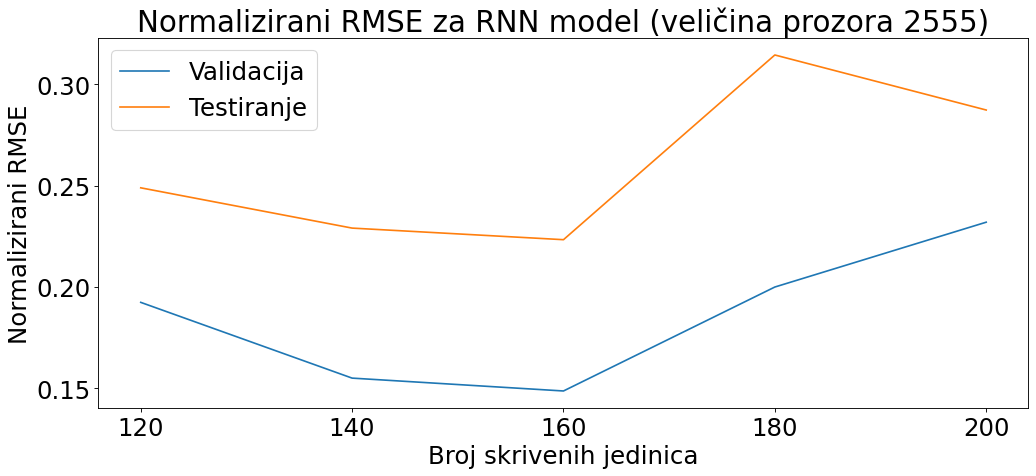 Normalizirani RMSE za RNN model (veličina prozora 2555)
Validacija
Testiranje
Normalizirani RMSE
0.30
0.25
0.20
0.15
120 140 160 180 200
Broj skrivenih jedinica